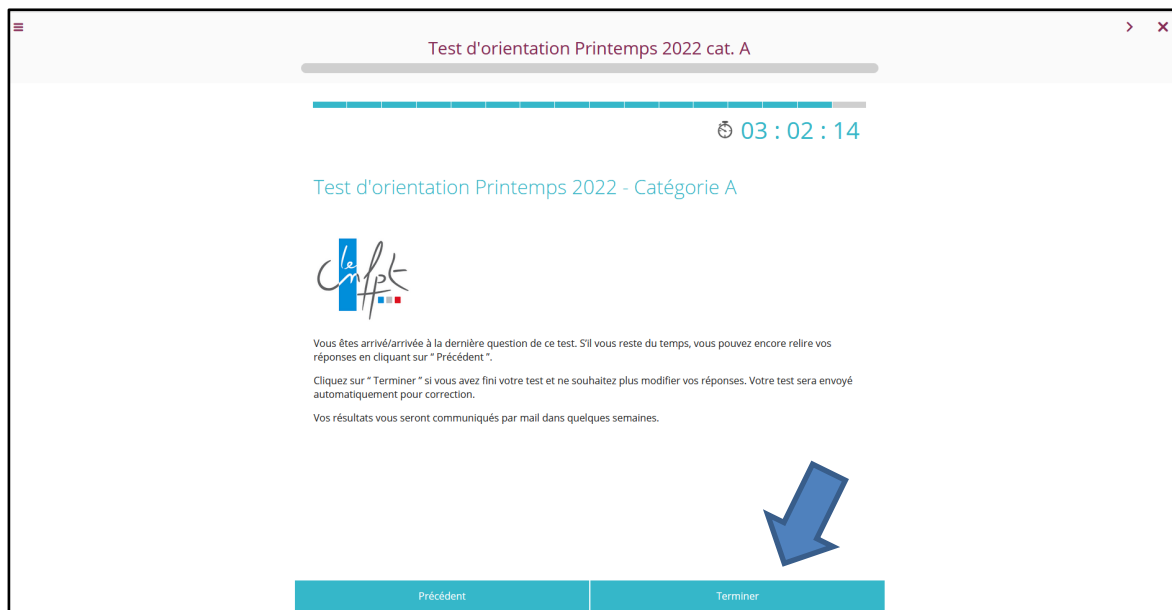 Test d'orientation Printemps 2022 cat. A
03 : 02 : 14
Test d'orientation Printemps 2022 - Catégorie A
le cnfpt
Vous êtes arrivé/arrivée à la dernière question de ce test. S'il vous reste du temps, vous pouvez encore relire vos
réponses en cliquant sur “ Précédent ”.
Cliquez sur “ Terminer ” si vous avez fini votre test et ne souhaitez plus modifier vos réponses. Votre test sera envoyé
automatiquement pour correction.
Vos résultats vous seront communiqués par mail dans quelques semaines.
Précédent
Terminer